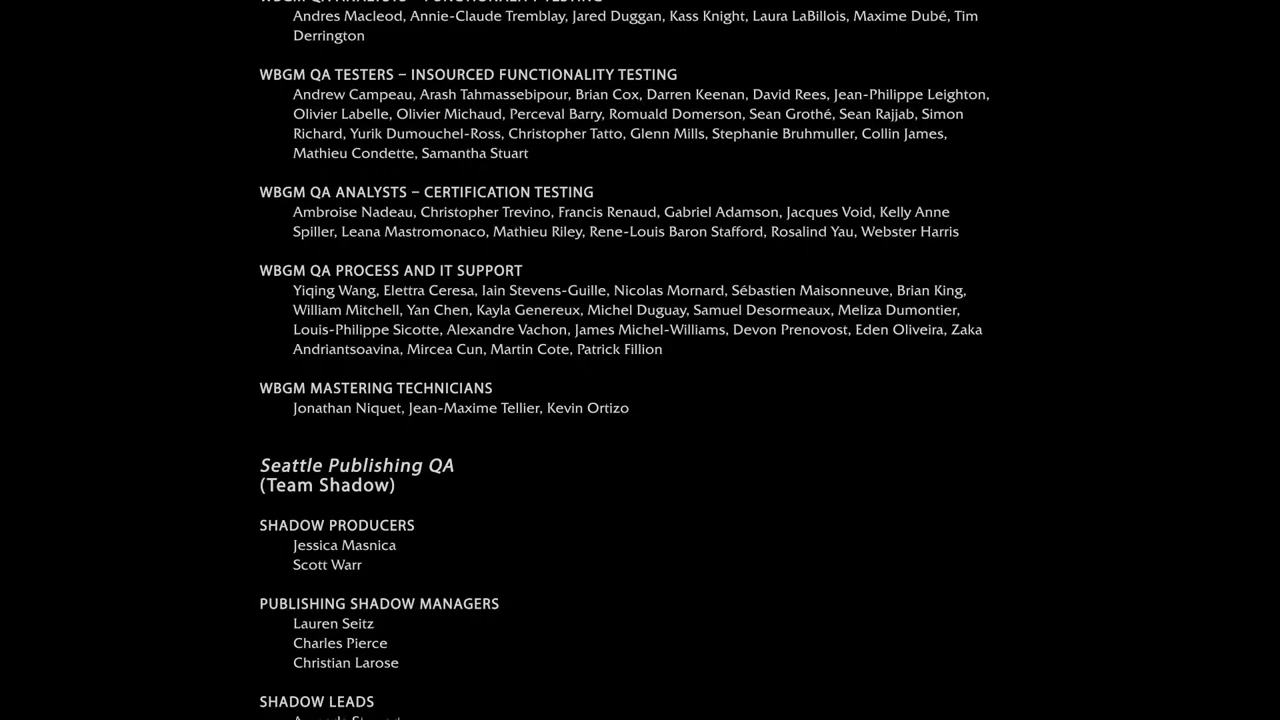 WBGM QA ANALYSTS – FUNCTIONALITY TESTING
Andres Macleod, Annie-Claude Tremblay, Jared Duggan, Kass Knight, Laura LaBillois, Maxime Dubé, Tim
Derrington
WBGM QA TESTERS – INSOURCED FUNCTIONALITY TESTING
Andrew Campeau, Arash Tahmassebipour, Brian Cox, Darren Keenan, David Rees, Jean-Philippe Leighton,
Olivier Labelle, Olivier Michaud, Perceval Barry, Romuald Domerson, Sean Grothé, Sean Rajjab, Simon
Richard, Yurik Dumouchel-Ross, Christopher Tatto, Glenn Mills, Stephanie Bruhmuller, Collin James,
Mathieu Condette, Samantha Stuart
WBGM QA ANALYSTS – CERTIFICATION TESTING
Ambroise Nadeau, Christopher Trevino, Francis Renaud, Gabriel Adamson, Jacques Void, Kelly Anne
Spiller, Leana Mastromonaco, Mathieu Riley, Rene-Louis Baron Stafford, Rosalind Yau, Webster Harris
WBGM QA PROCESS AND IT SUPPORT
Yiqing Wang, Elettra Ceresa, Iain Stevens-Guille, Nicolas Mornard, Sébastien Maisonneuve, Brian King,
William Mitchell, Yan Chen, Kayla Genereux, Michel Duguay, Samuel Desormeaux, Meliza Dumontier,
Louis-Philippe Sicotte, Alexandre Vachon, James Michel-Williams, Devon Prenovost, Eden Oliveira, Zaka
Andriantsoavina, Mircea Cun, Martin Cote, Patrick Fillion
WBGM MASTERING TECHNICIANS
Jonathan Niquet, Jean-Maxime Tellier, Kevin Ortizo
Seattle Publishing QA
(Team Shadow)
SHADOW PRODUCERS
Jessica Masnica
Scott Warr
PUBLISHING SHADOW MANAGERS
Lauren Seitz
Charles Pierce
Christian Larose
SHADOW LEADS